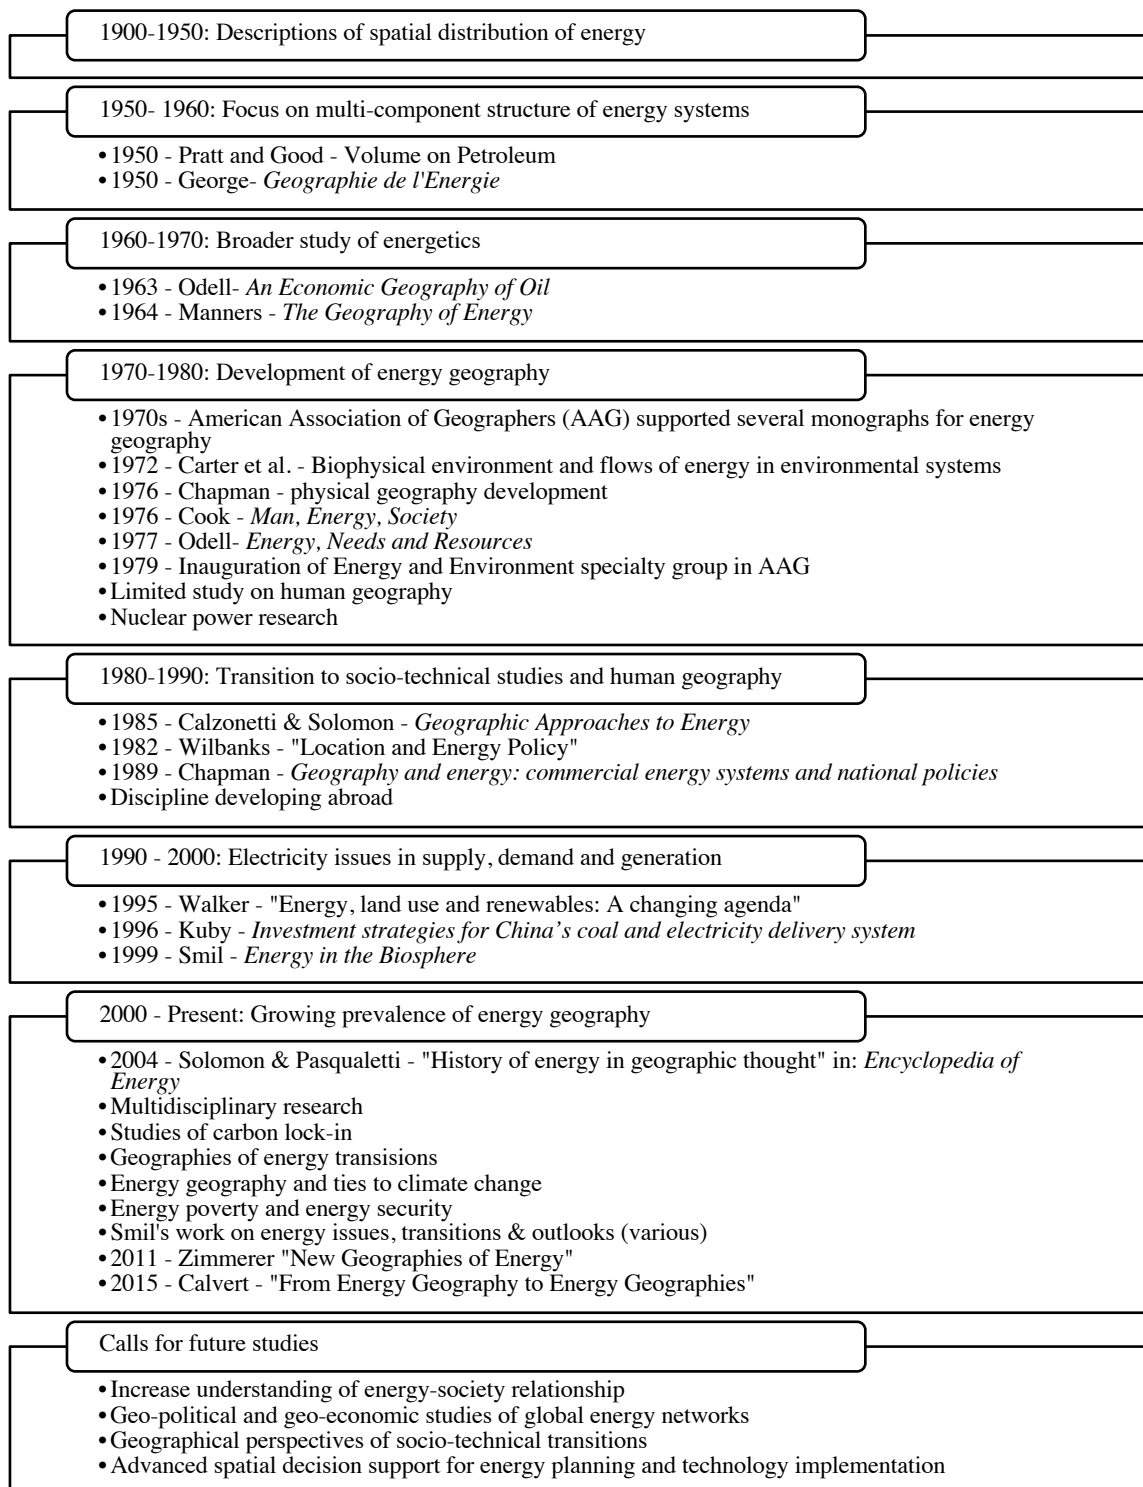 1900-1950: Descriptions of spatial distribution of energy
1950- 1960: Focus on multi-component structure of energy systems
•1950 - Pratt and Good - Volume on Petroleum
•1950 - George- Geographie de l'Energie
1960-1970: Broader study of energetics
•1963 - Odell- An Economic Geography of Oil
•1964 - Manners - The Geography of Energy
1970-1980: Development of energy geography
•1970s - American Association of Geographers (AAG) supported several monographs for energy
geography
•1972 - Carter et al. - Biophysical environment and flows of energy in environmental systems
•1976 - Chapman - physical geography development
•1976 - Cook - Man, Energy, Society
•1977 - Odell- Energy, Needs and Resources
•1979 - Inauguration of Energy and Environment specialty group in AAG
•Limited study on human geography
•Nuclear power research
1980-1990: Transition to socio-technical studies and human geography
•1985 - Calzonetti & Solomon - Geographic Approaches to Energy
•1982 - Wilbanks - "Location and Energy Policy"
•1989 - Chapman - Geography and energy: commercial energy systems and national policies
•Discipline developing abroad
1990 - 2000: Electricity issues in supply, demand and generation
•1995 - Walker - "Energy, land use and renewables: A changing agenda"
•1996 - Kuby - Investment strategies for China's coal and electricity delivery system
•1999 - Smil - Energy in the Biosphere
2000 - Present: Growing prevalence of energy geography
•2004 - Solomon & Pasqualetti - "History of energy in geographic thought" in: Encyclopedia of
Energy
•Multidisciplinary research
•Studies of carbon lock-in
•Geographies of energy transisions
•Energy geography and ties to climate change
•Energy poverty and energy security
•Smil's work on energy issues, transitions & outlooks (various)
•2011 - Zimmerer "New Geographies of Energy"
•2015 - Calvert - "From Energy Geography to Energy Geographies"
Calls for future studies
•Increase understanding of energy-society relationship
•Geo-political and geo-economic studies of global energy networks
•Geographical perspectives of socio-technical transitions
•Advanced spatial decision support for energy planning and technology implementation